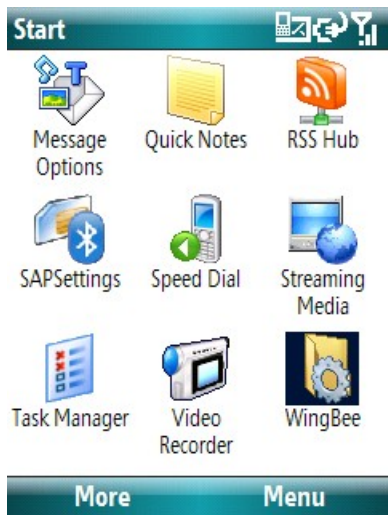 Start
Message Options
Quick Notes
RSS Hub
SAPSettings
Speed Dial
Streaming Media
Task Manager
Video Recorder
WingBee
More
Menu